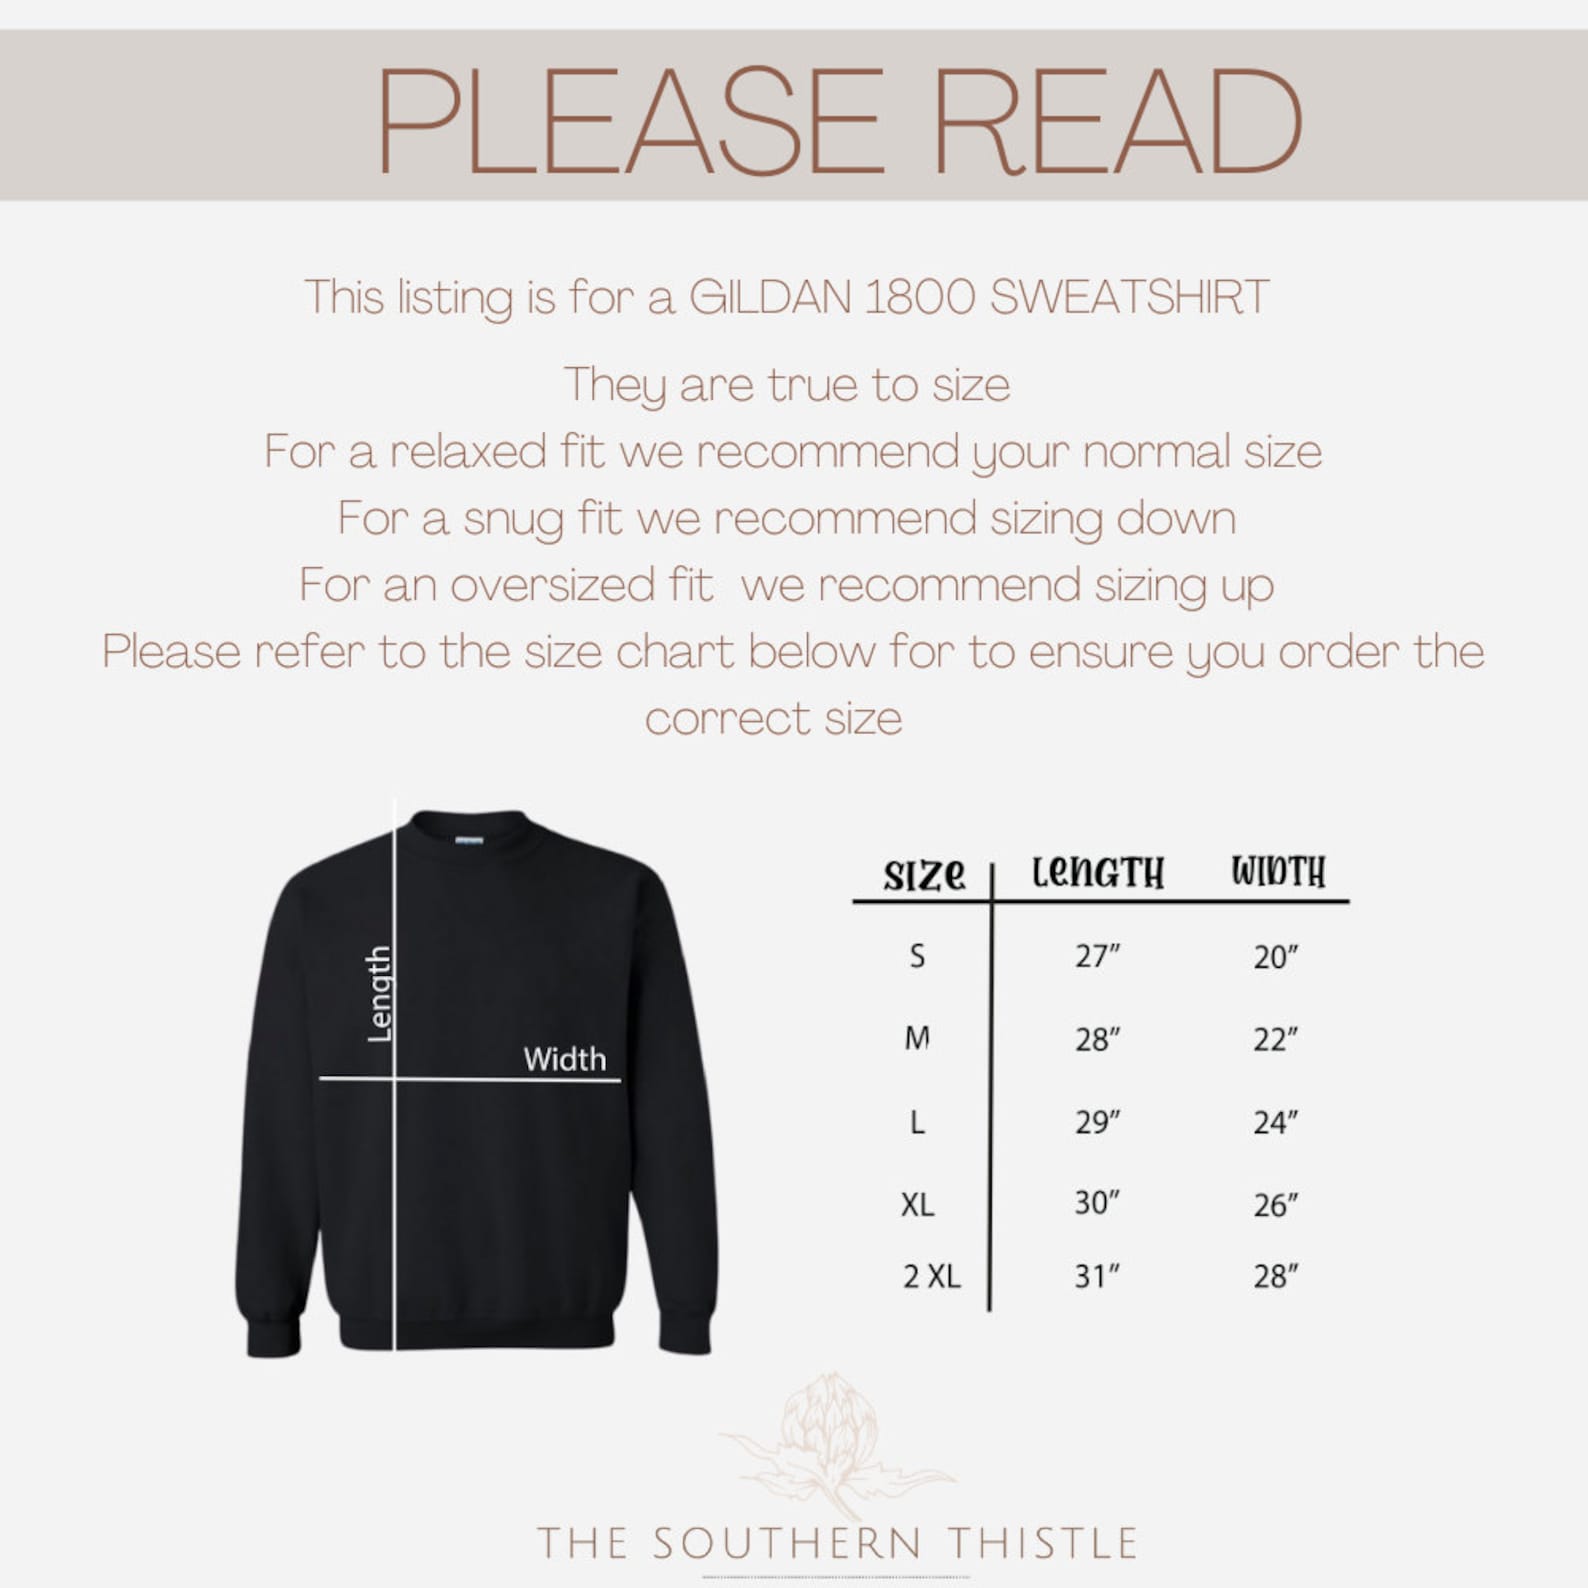 PLEASE READ
This listing is for a GILDAN 1800 SWEATSHIRT
They are true to size
For a relaxed fit we recommend your normal size
For a snug fit we recommend sizing down
For an oversized fit we recommend sizing up
Please refer to the size chart below for to ensure you order the
correct size
Length
Width
SIZE LENGTH WIDTH
S 27" 20"
M 28" 22"
L 29" 24"
XL 30" 26"
2 XL 31" 28"
THE SOUTHERN THISTLE